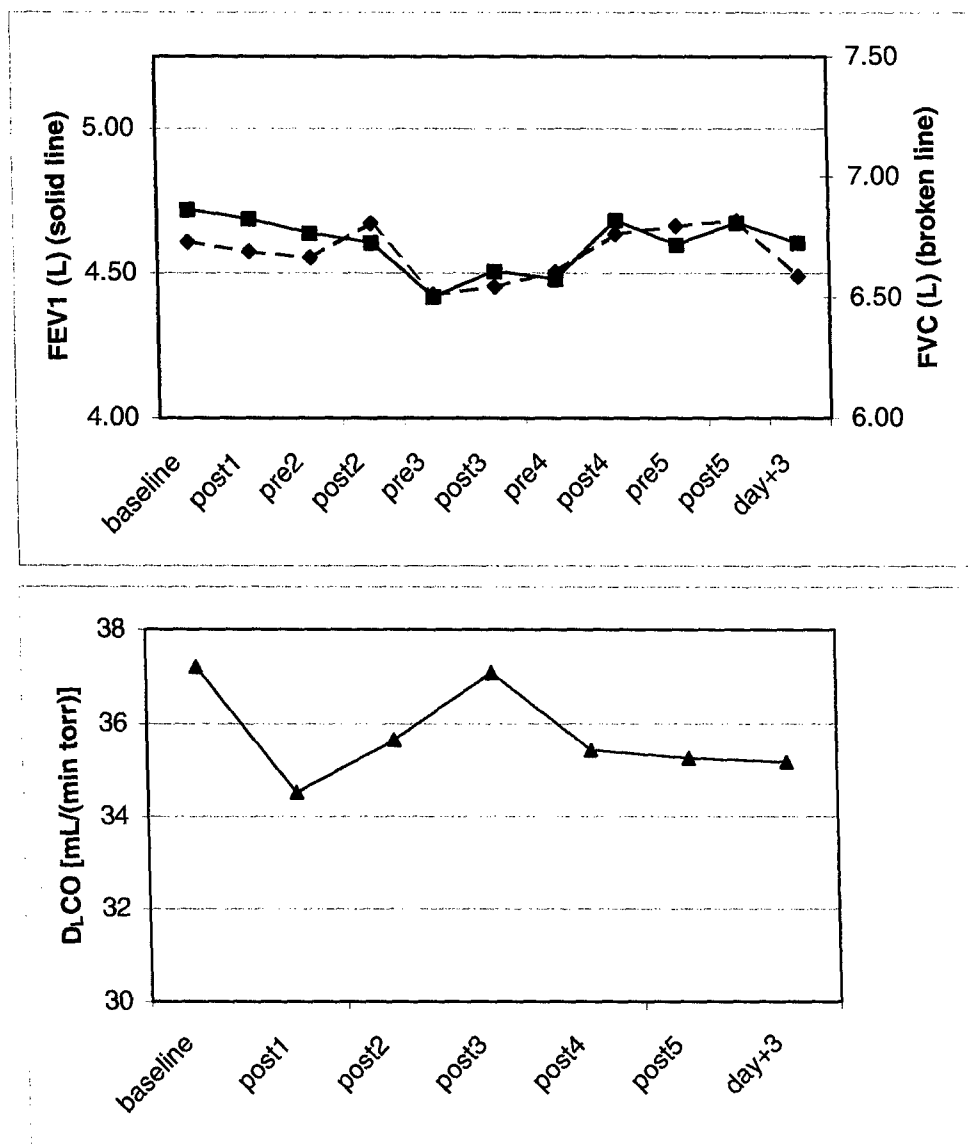 FEV1 (L) (solid line)
5.00
4.50
4.00
7.50
7.00
6.50
6.00
FVC (L) (broken line)
baseline
post1
pre2
post2
pre3
post3
pre4
post4
pre5
post5
day+3
DLCO [mL/(min torr)]
38
36
34
32
30
baseline
post1
post2
post3
post4
post5
day+3